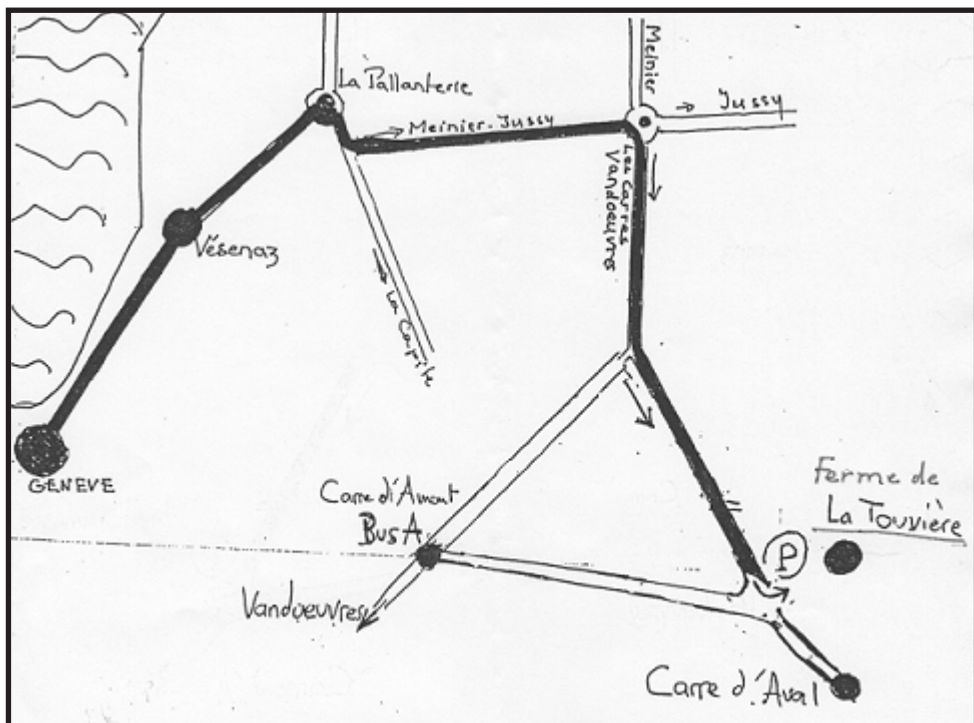 La Pallanterie
Meinier
Jussy
Meinier-Jussy
Les Carres
Vandoeuvres
Vésenaz
La Capite
GENEVE
Carre d'Amont
Bus A
Ferme de
La Touvière
P
Vandoeuvres
Carre d'Aval